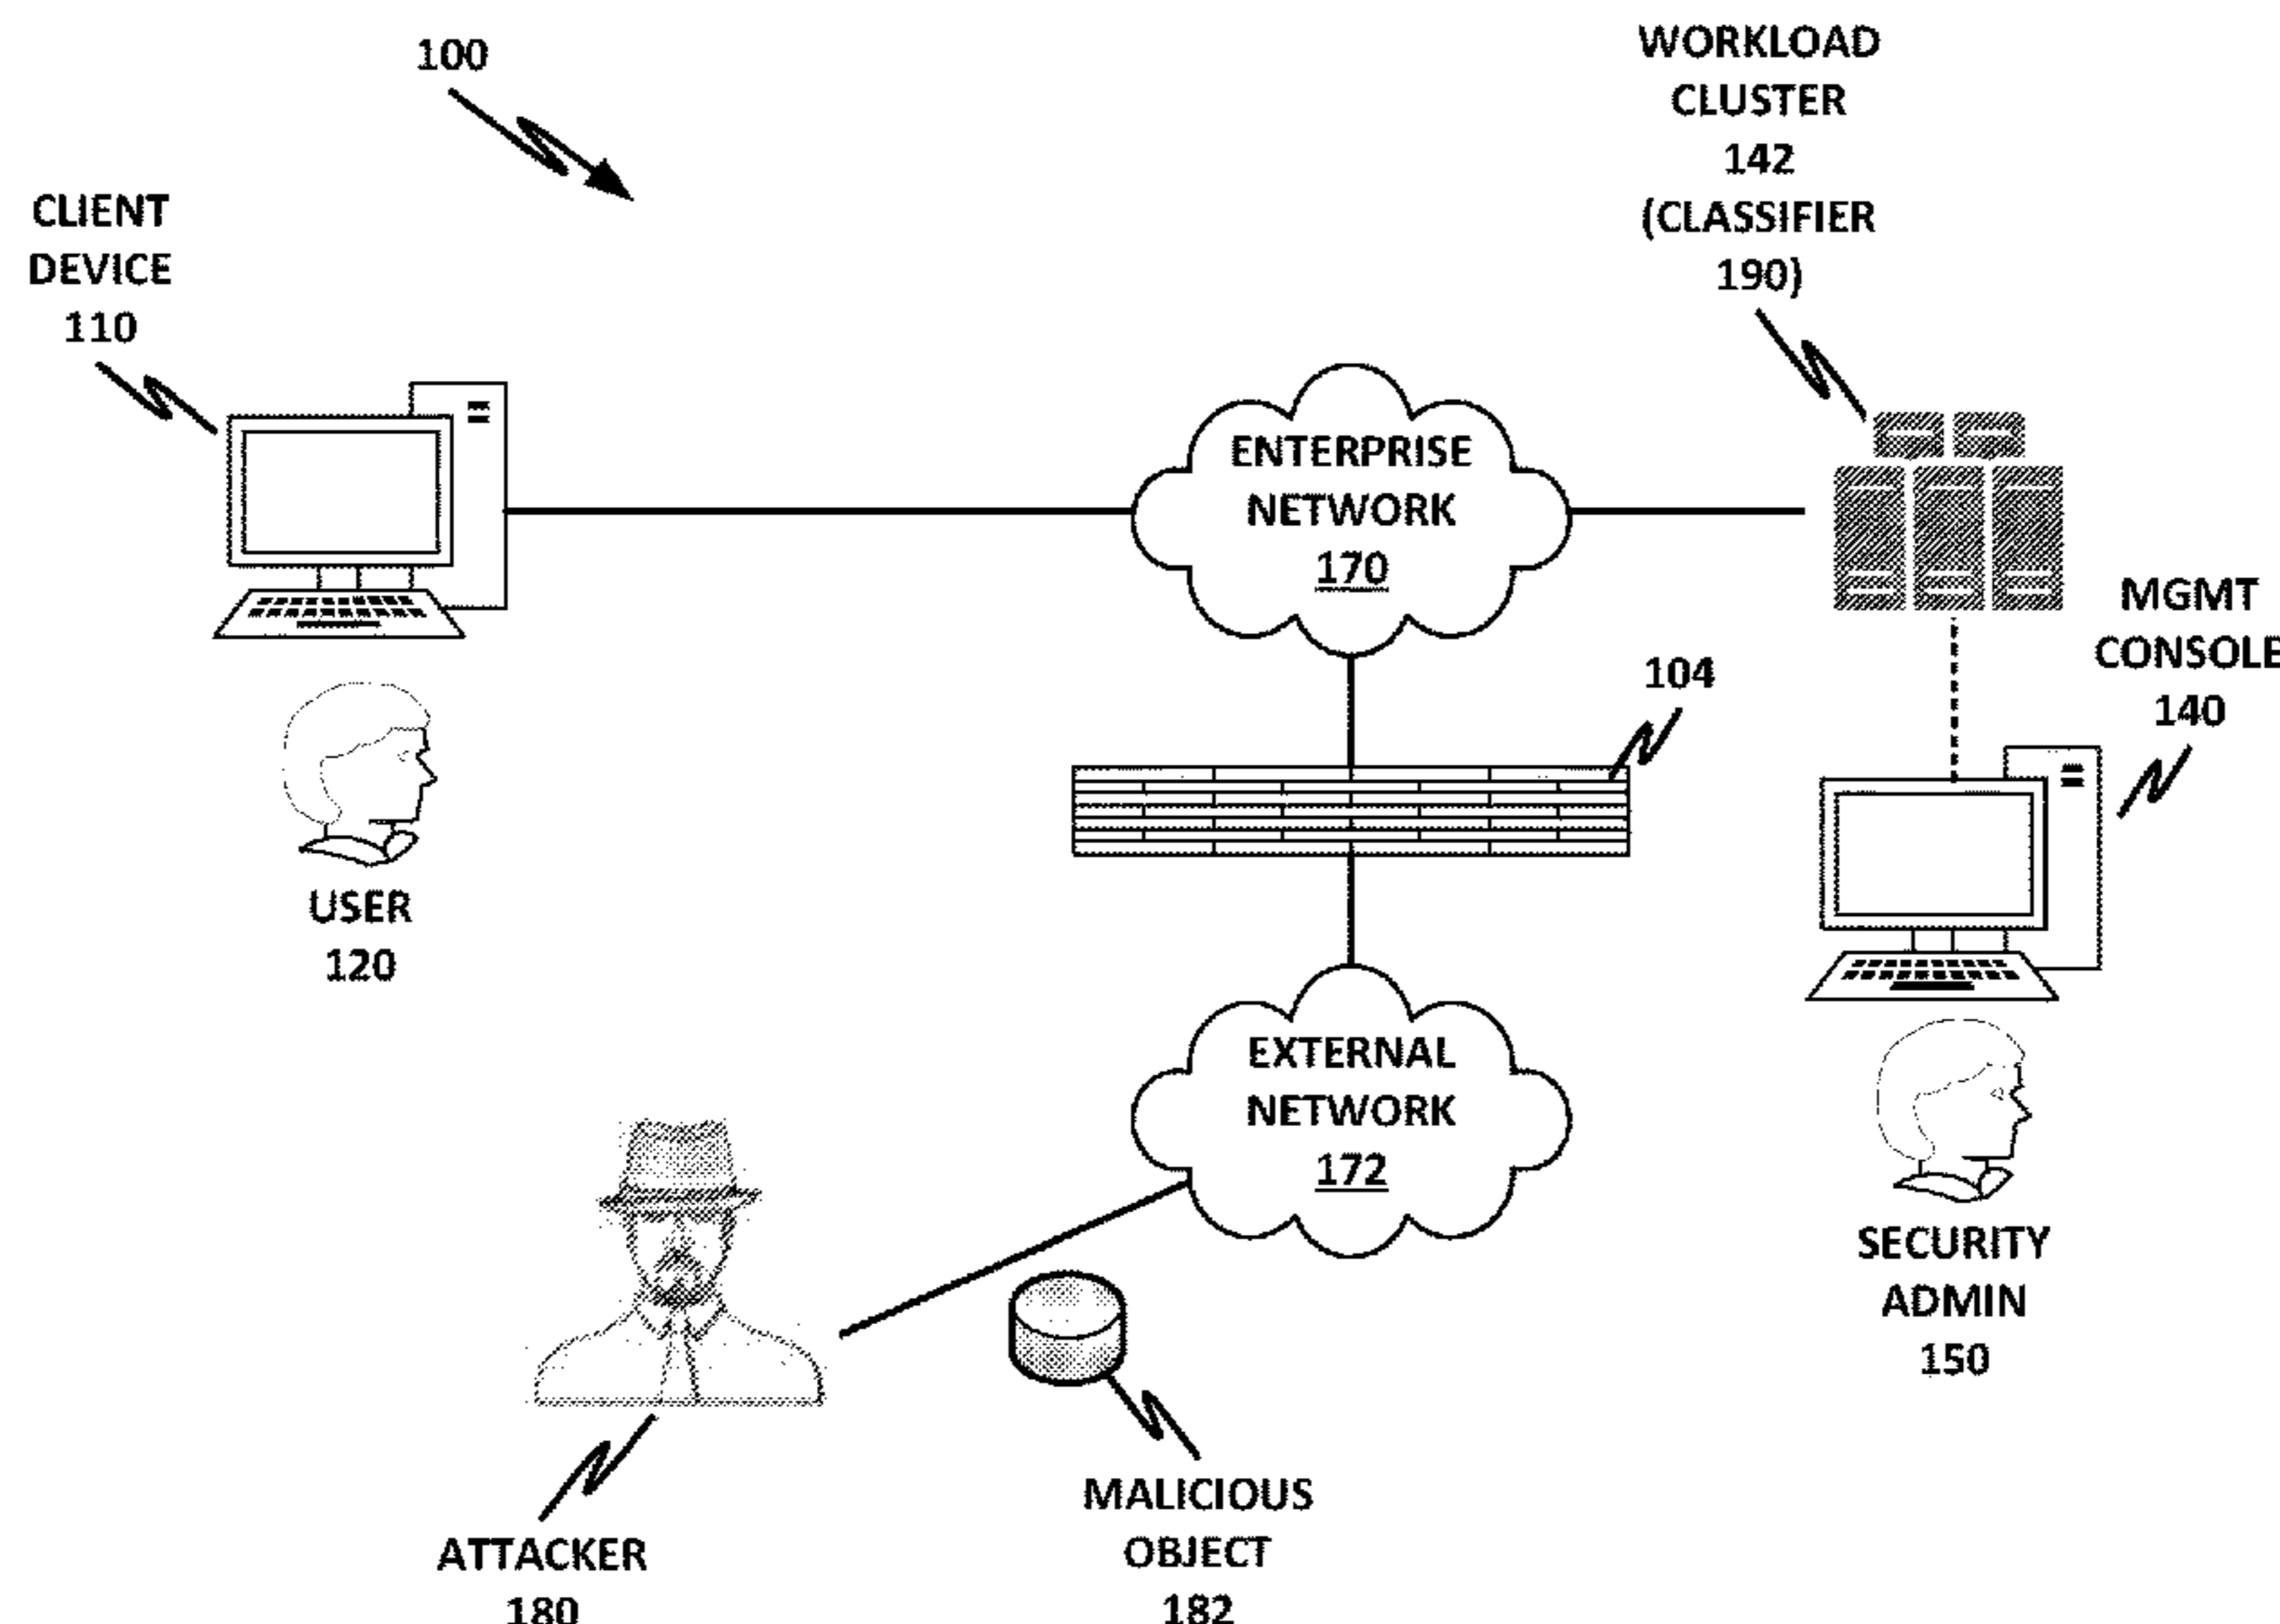 100
WORKLOAD
CLUSTER
142
(CLASSIFIER
190)
CLIENT
DEVICE
110
ENTERPRISE
NETWORK
170
MGMT
CONSOLE
140
104
USER
120
EXTERNAL
NETWORK
172
SECURITY
ADMIN
150
MALICIOUS
OBJECT
182
ATTACKER
180